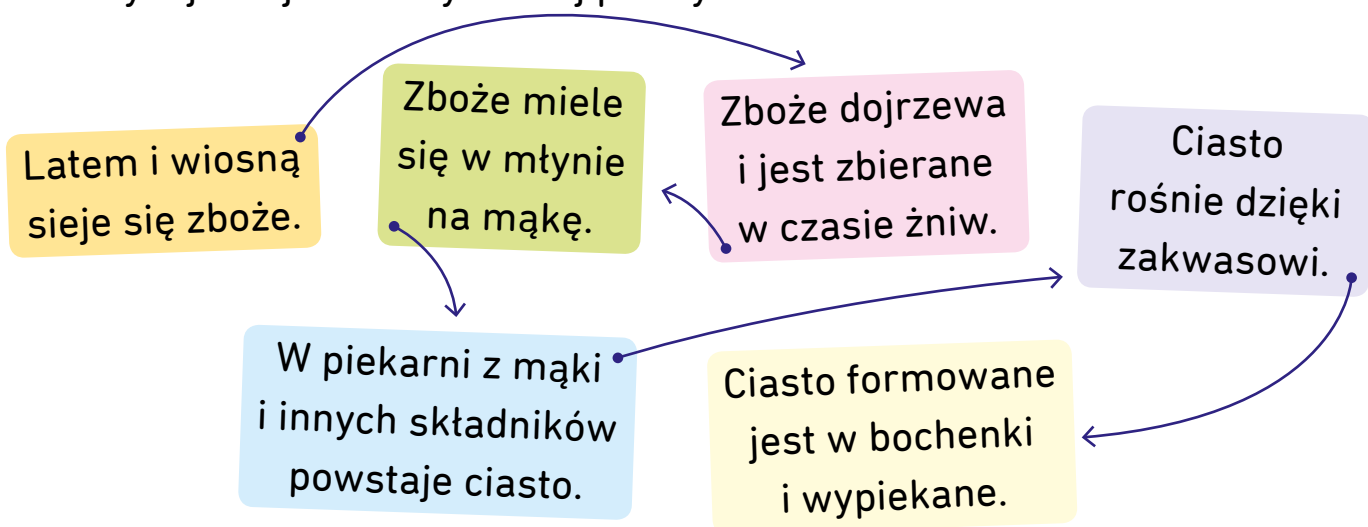 Latem i wiosną
sieje się zboże.
Zboże miele
się w młynie
na mąkę.
Zboże dojrzewa
i jest zbierane
w czasie żniw.
Ciasto
rośnie dzięki
zakwasowi.
W piekarni z mąki
i innych składników
powstaje ciasto.
Ciasto formowane
jest w bochenki
i wypiekane.